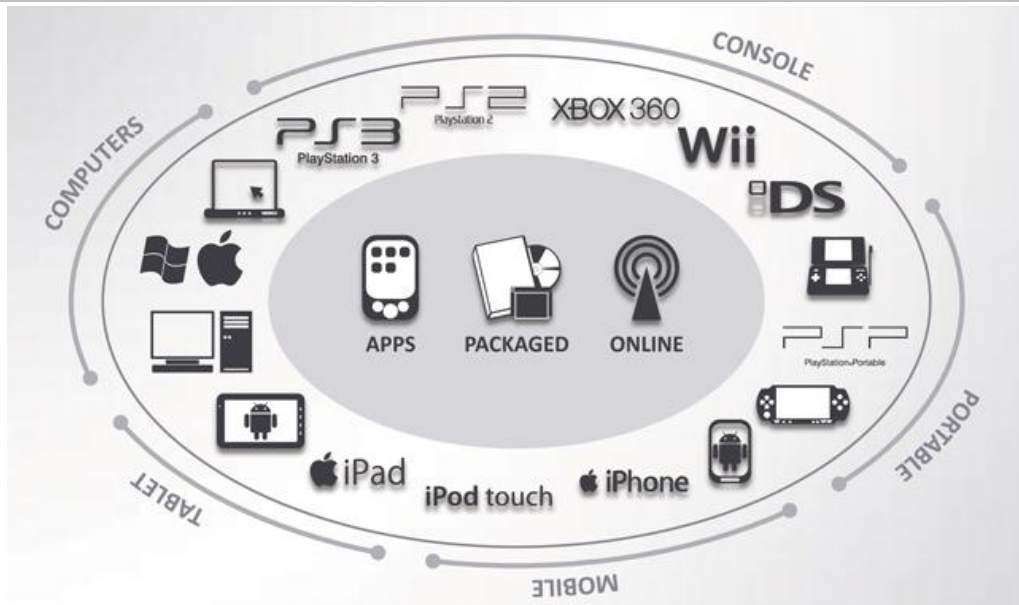 CONSOLE
COMPUTERS
PS2
Playstation 2
XBOX 360
PS3
PlayStation 3
Wii
DS
APPS
PACKAGED
ONLINE
PSP
PlayStation Portable
iPad
iPod touch
iPhone
PORTABLE
TABLET
MOBILE